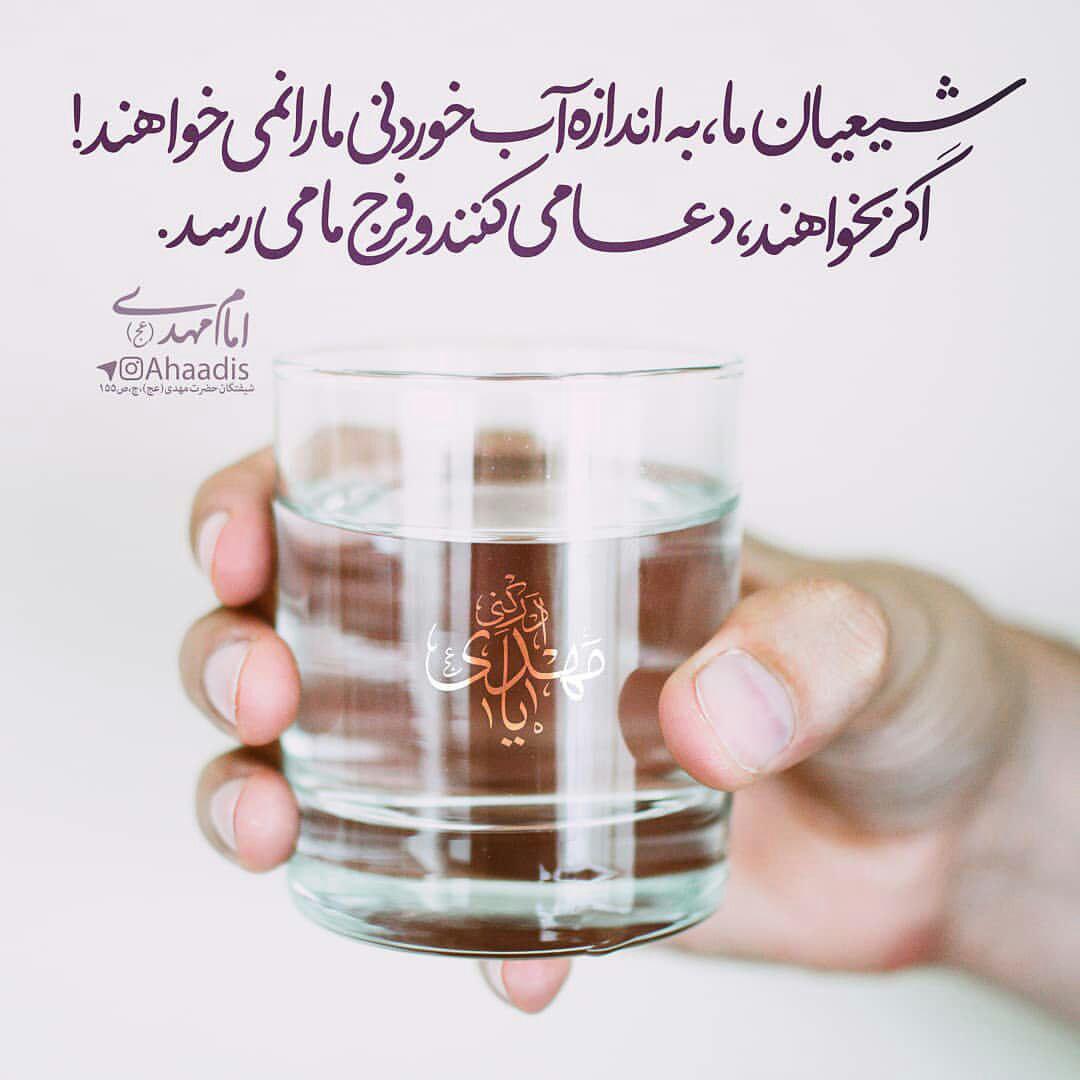 شیعیان ما، به اندازه آب خوردنی ما را نمی خواهند!
اگر بخواهند، دعا می کنند و فرج ما می رسد.
امام مهدی (عج)
Ahaadis
شیفتگان حضرت مهدی (عج)، ج، ص ۱۵۵
یا مهدی ادرکنی